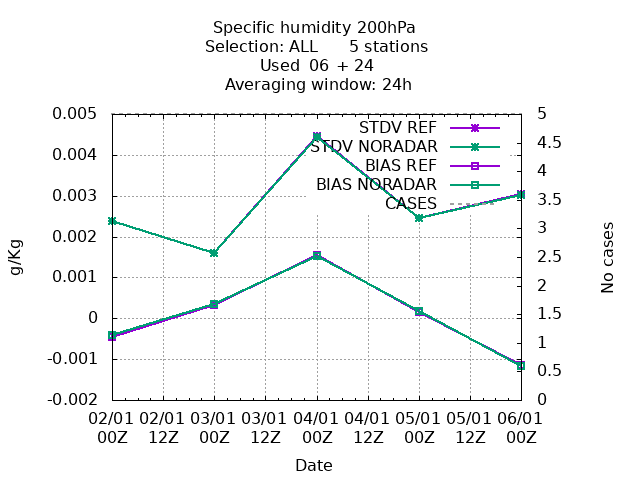 Specific humidity 200hPa
Selection: ALL 5 stations
Used 06 + 24
Averaging window: 24h
0.005
0.004
0.003
0.002
0.001
0
-0.001
-0.002
g/Kg
STDV REF
STDV NORADAR
BIAS REF
BIAS NORADAR
CASES
5
4.5
4
3.5
3
2.5
2
1.5
1
0.5
0
No cases
02/01 02/01 03/01 03/01 04/01 04/01 05/01 05/01 06/01
00Z 12Z 00Z 12Z 00Z 12Z 00Z 12Z 00Z
Date